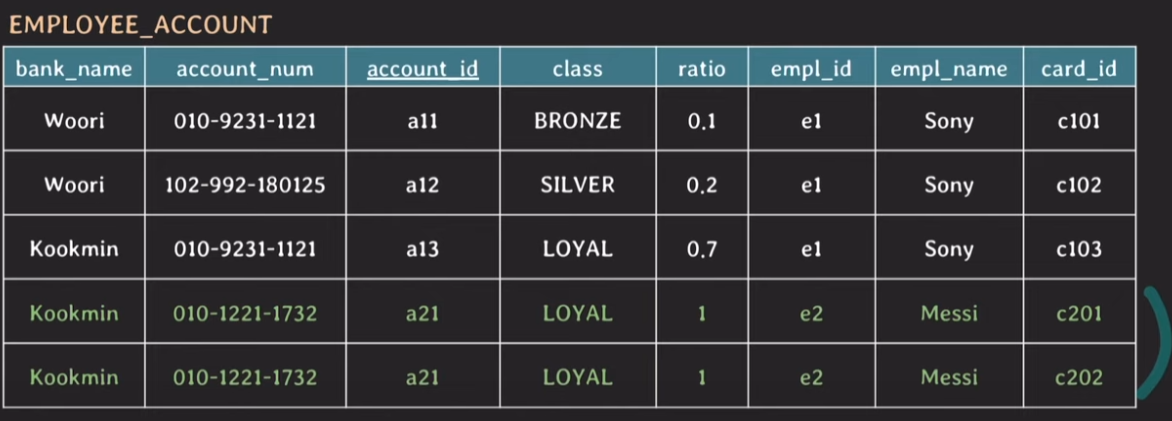 EMPLOYEE_ACCOUNT
bank_name account_num account_id class ratio empl_id empl_name card_id
Woori 010-9231-1121 a11 BRONZE 0.1 e1 Sony c101
Woori 102-992-180125 a12 SILVER 0.2 e1 Sony c102
Kookmin 010-9231-1121 a13 LOYAL 0.7 e1 Sony c103
Kookmin 010-1221-1732 a21 LOYAL 1 e2 Messi c201
Kookmin 010-1221-1732 a21 LOYAL 1 e2 Messi c202